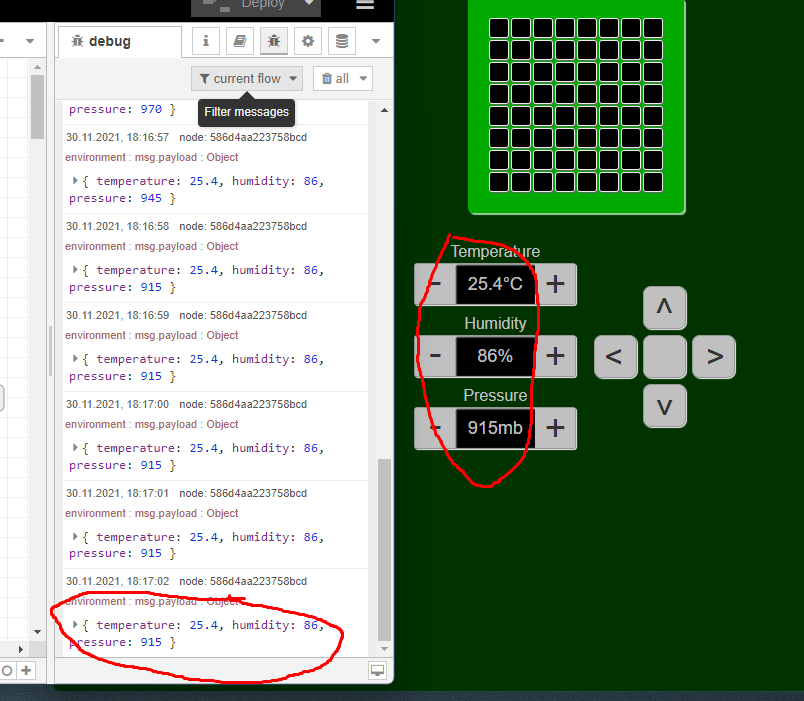 Deploy
debug
current flow
all
Filter messages
pressure: 970 }
30.11.2021, 18:16:57 node: 586d4aa223758bcd
environment : msg.payload : Object
{ temperature: 25.4, humidity: 86,
pressure: 945 }
30.11.2021, 18:16:58 node: 586d4aa223758bcd
environment : msg.payload : Object
{ temperature: 25.4, humidity: 86,
pressure: 915 }
30.11.2021, 18:16:59 node: 586d4aa223758bcd
environment : msg.payload : Object
{ temperature: 25.4, humidity: 86,
pressure: 915 }
30.11.2021, 18:17:00 node: 586d4aa223758bcd
environment : msg.payload : Object
{ temperature: 25.4, humidity: 86,
pressure: 915 }
30.11.2021, 18:17:01 node: 586d4aa223758bcd
environment : msg.payload : Object
{ temperature: 25.4, humidity: 86,
pressure: 915 }
30.11.2021, 18:17:02 node: 586d4aa223758bcd
environment : msg.payload : Object
{ temperature: 25.4, humidity: 86,
pressure: 915 }
Temperature
- 25.4°C +
Humidity
- 86% +
Pressure
- 915mb +
^
< >
v